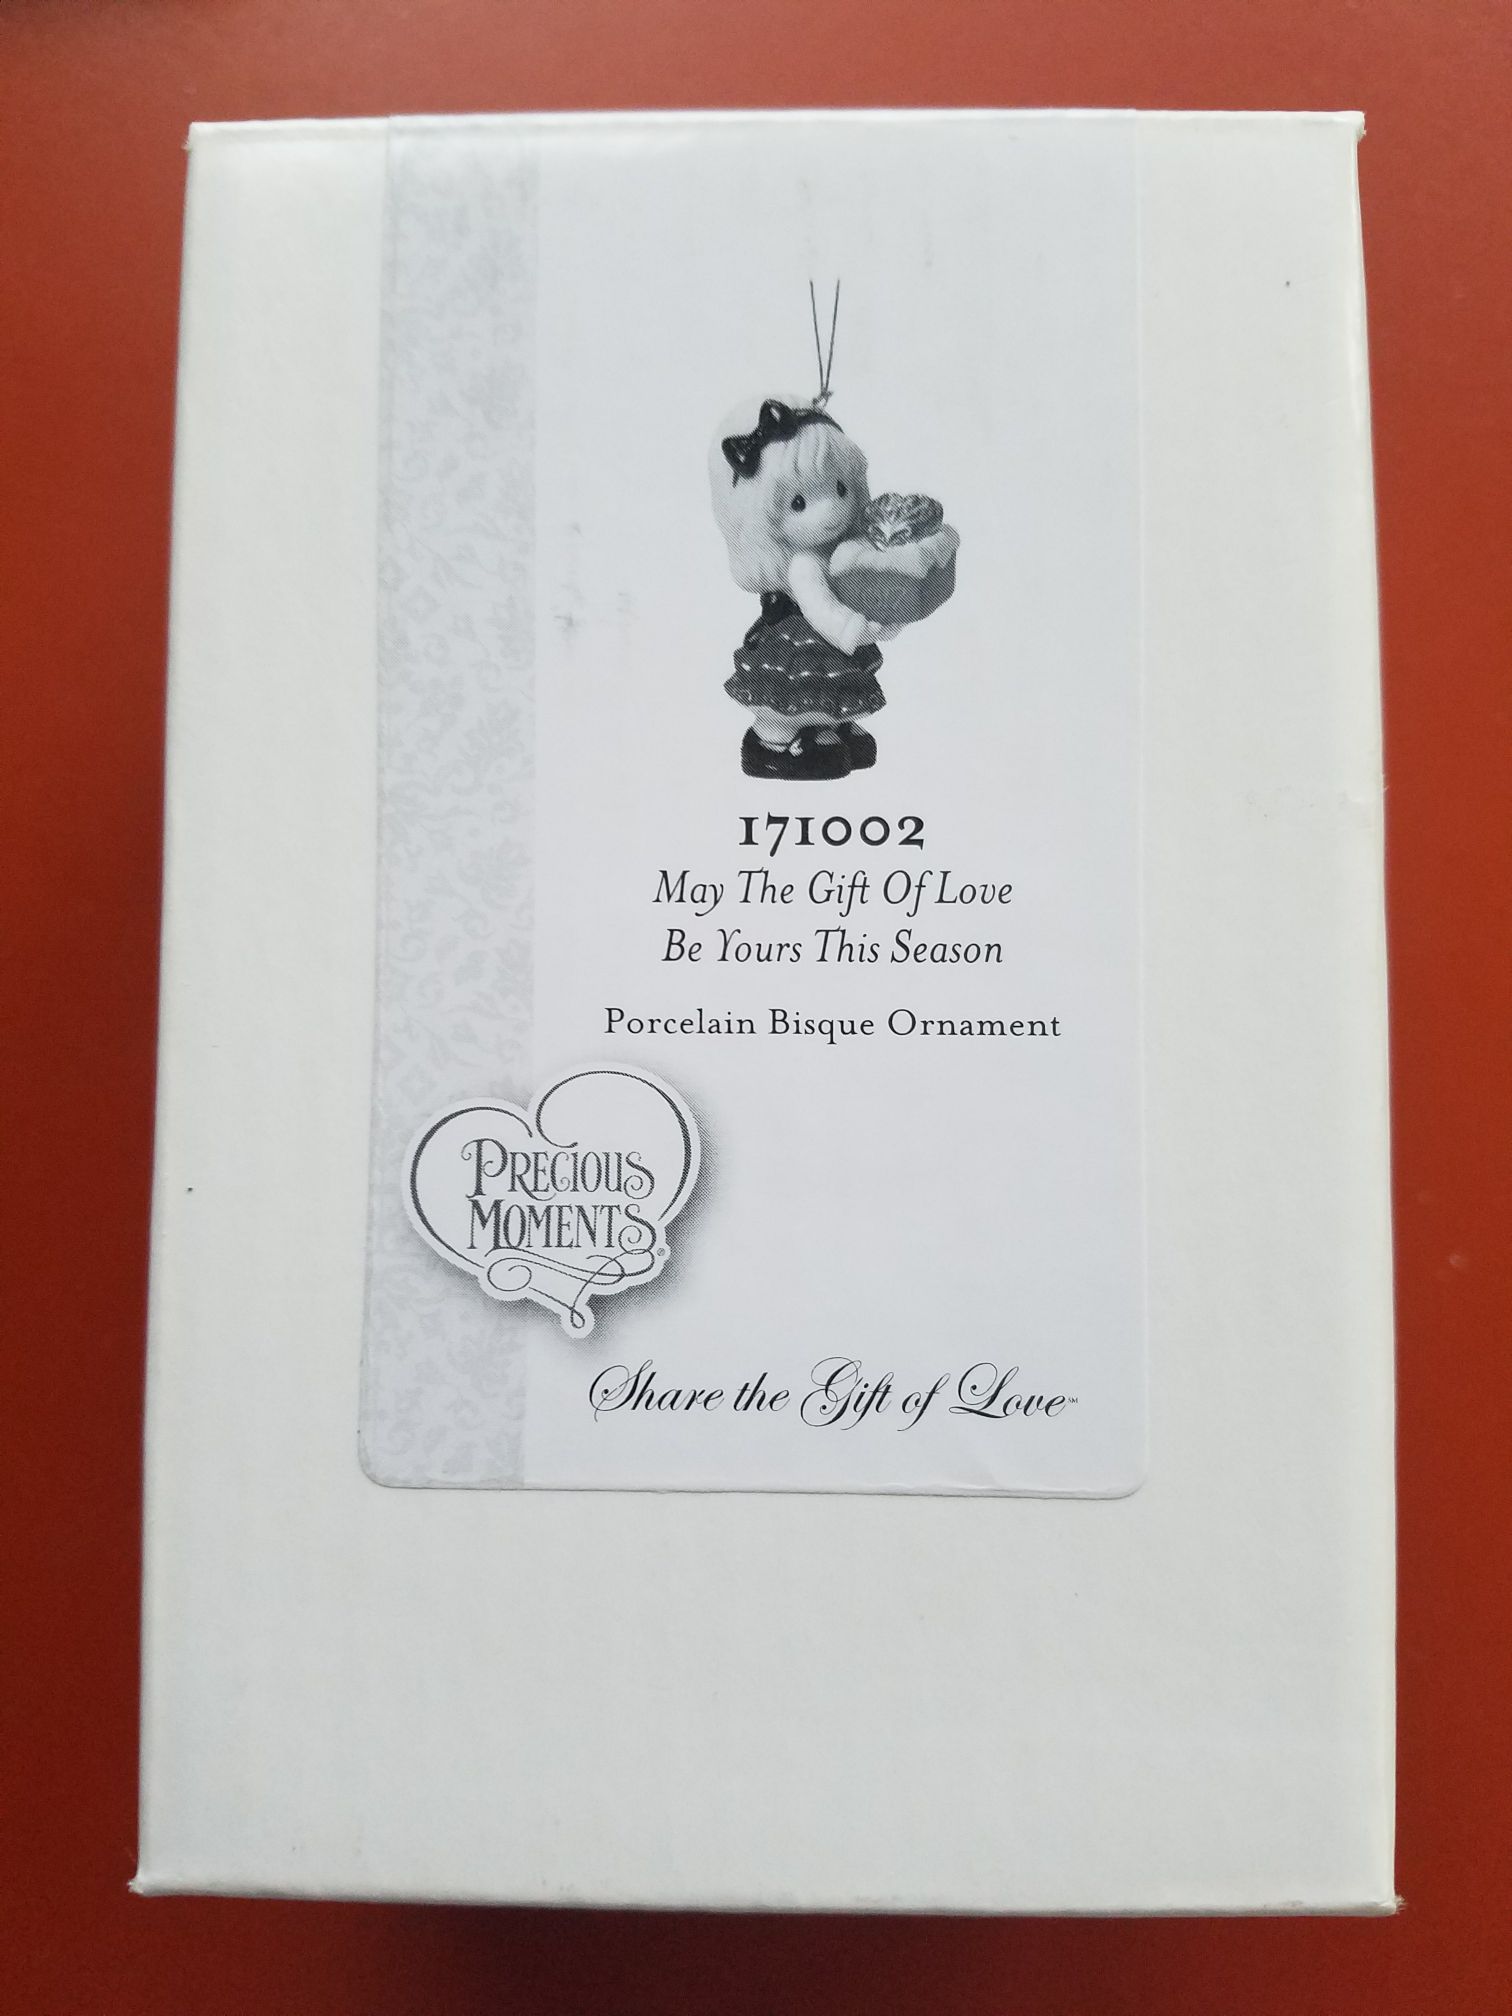 171002
May The Gift Of Love
Be Yours This Season
Porcelain Bisque Ornament
PRECIOUS
MOMENTS®
Share the Gift of Love℠